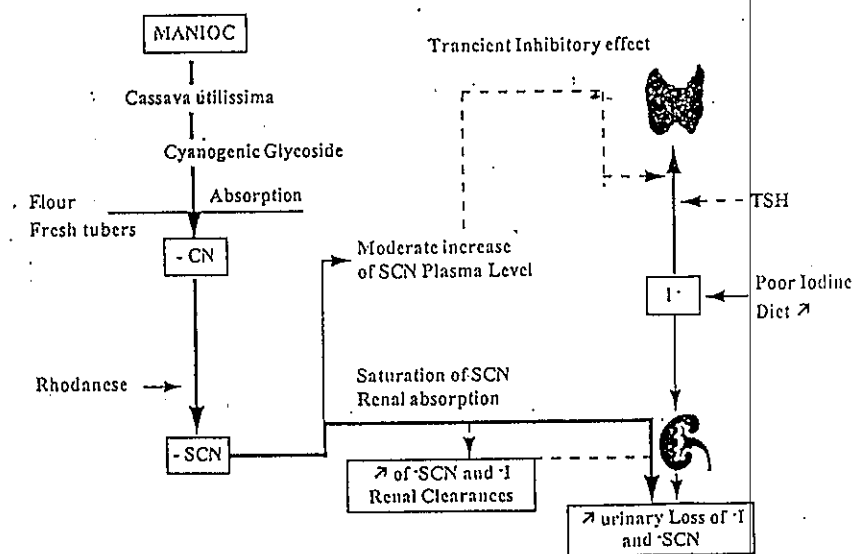 MANIOC
Cassava utilissima
Cyanogenic Glycoside
Flour
Absorption
Fresh tubers
- CN
Rhodanese
- SCN
Trancient Inhibitory effect
TSH
Moderate increase
of SCN Plasma Level
I -
Poor Iodine
Diet ↗
Saturation of SCN
Renal absorption
↗ of -SCN and -I
Renal Clearances
↗ urinary Loss of -I
and -SCN